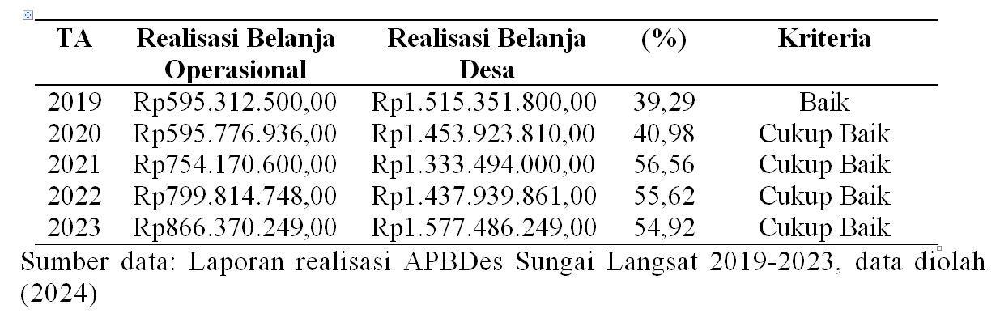 TA Realisasi Belanja Operasional Realisasi Belanja Desa (%) Kriteria
2019 Rp595.312.500,00 Rp1.515.351.800,00 39,29 Baik
2020 Rp595.776.936,00 Rp1.453.923.810,00 40,98 Cukup Baik
2021 Rp754.170.600,00 Rp1.333.494.000,00 56,56 Cukup Baik
2022 Rp799.814.748,00 Rp1.437.939.861,00 55,62 Cukup Baik
2023 Rp866.370.249,00 Rp1.577.486.249,00 54,92 Cukup Baik
Sumber data: Laporan realisasi APBDes Sungai Langsat 2019-2023, data diolah
(2024)